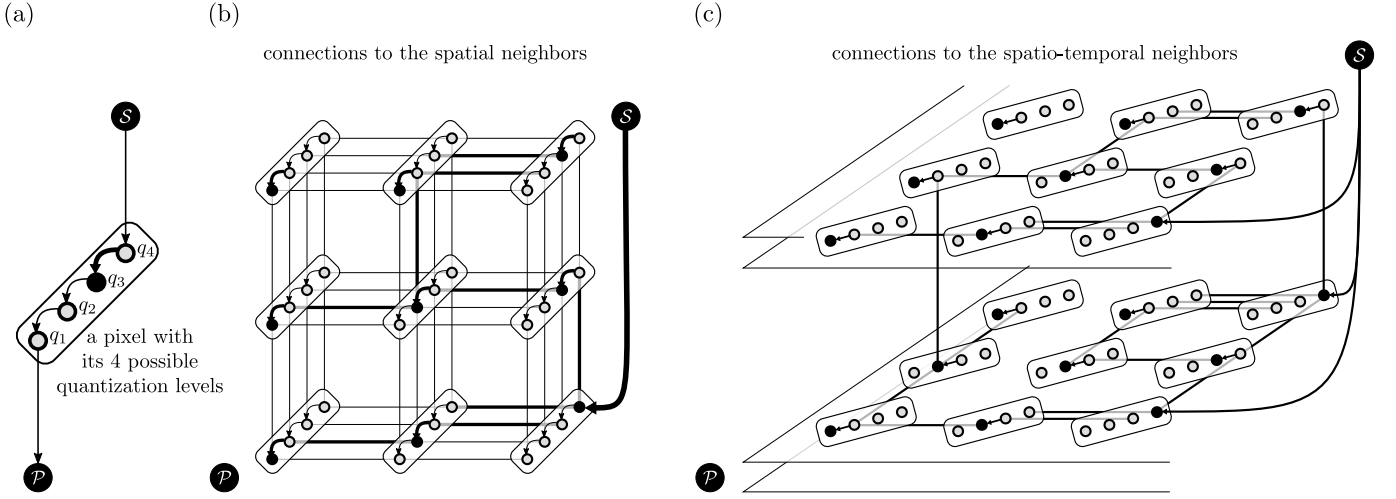 (a)
𝒮
q₄
q₃
q₂
q₁
a pixel with
its 4 possible
quantization levels
𝒫
(b)
connections to the spatial neighbors
𝒮
𝒫
(c)
connections to the spatio-temporal neighbors
𝒮
𝒫